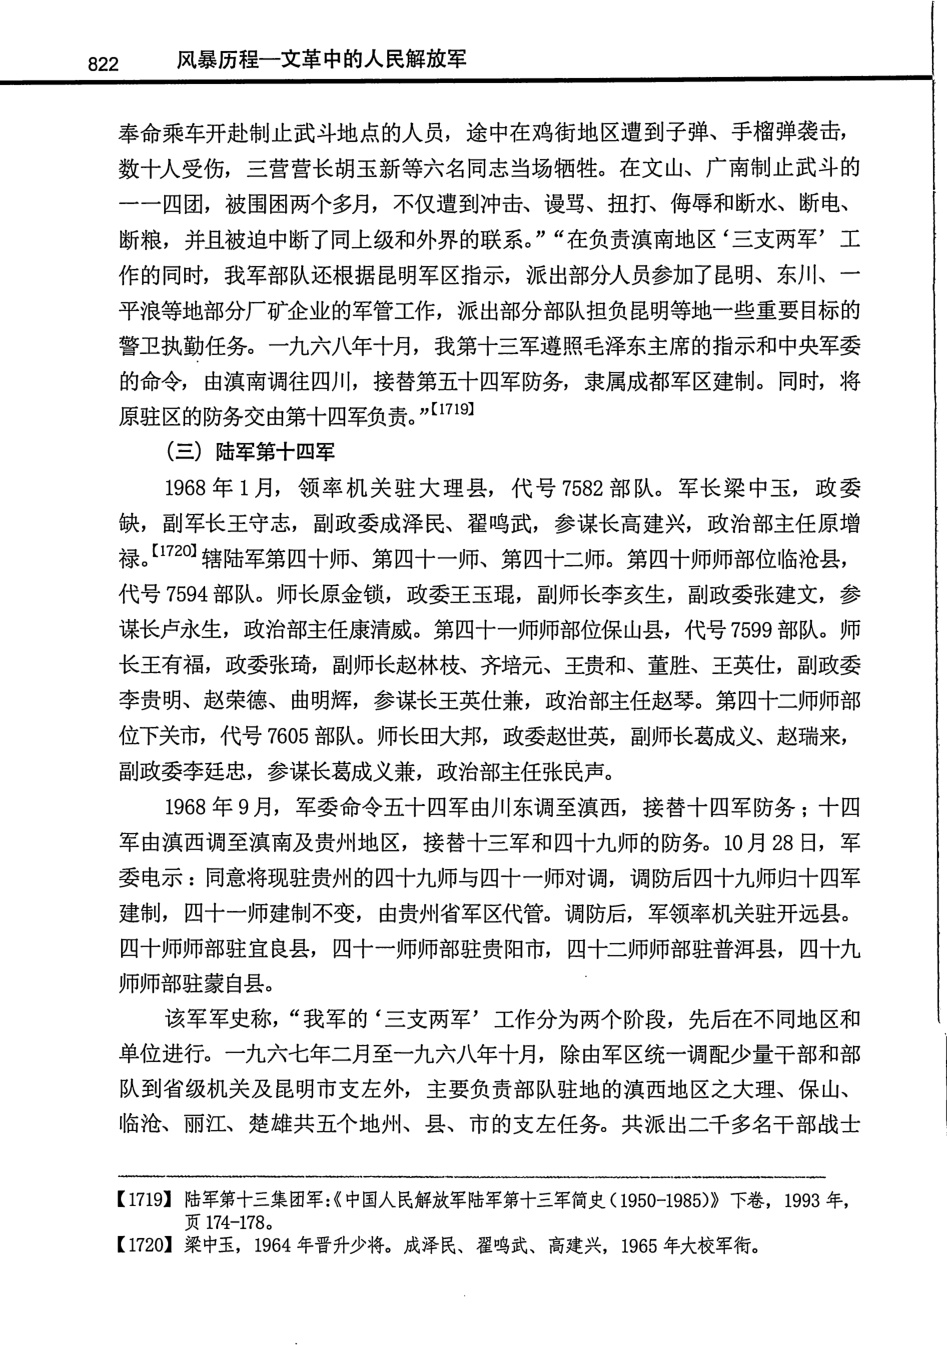 822 风暴历程—文革中的人民解放军
奉命乘车开赴制止武斗地点的人员，途中在鸡街地区遭到子弹、手榴弹袭击，
数十人受伤，三营营长胡玉新等六名同志当场牺牲。在文山、广南制止武斗的
一一四团，被围困两个多月，不仅遭到冲击、谩骂、扭打、侮辱和断水、断电、
断粮，并且被迫中断了同上级和外界的联系。”“在负责滇南地区‘三支两军’工
作的同时，我军部队还根据昆明军区指示，派出部分人员参加了昆明、东川、一
平浪等地部分厂矿企业的军管工作，派出部分部队担负昆明等地一些重要目标的
警卫执勤任务。一九六八年十月，我第十三军遵照毛泽东主席的指示和中央军委
的命令，由滇南调往四川，接替第五十四军防务，隶属成都军区建制。同时，将
原驻区的防务交由第十四军负责。”【1719】
（三）陆军第十四军
1968 年 1 月，领率机关驻大理县，代号 7582 部队。军长梁中玉，政委
缺，副军长王守志，副政委成泽民、翟鸣武，参谋长高建兴，政治部主任原增
禄。【1720】辖陆军第四十师、第四十一师、第四十二师。第四十师师部位临沧县，
代号 7594 部队。师长原金锁，政委王玉琨，副师长李亥生，副政委张建文，参
谋长卢永生，政治部主任康清威。第四十一师师部位保山县，代号 7599 部队。师
长王有福，政委张琦，副师长赵林枝、齐培元、王贵和、董胜、王英仕，副政委
李贵明、赵荣德、曲明辉，参谋长王英仕兼，政治部主任赵琴。第四十二师师部
位下关市，代号 7605 部队。师长田大邦，政委赵世英，副师长葛成义、赵瑞来，
副政委李廷忠，参谋长葛成义兼，政治部主任张民声。
1968 年 9 月，军委命令五十四军由川东调至滇西，接替十四军防务；十四
军由滇西调至滇南及贵州地区，接替十三军和四十九师的防务。10 月 28 日，军
委电示：同意将现驻贵州的四十九师与四十一师对调，调防后四十九师归十四军
建制，四十一师建制不变，由贵州省军区代管。调防后，军领率机关驻开远县。
四十师师部驻宜良县，四十一师师部驻贵阳市，四十二师师部驻普洱县，四十九
师师部驻蒙自县。
该军军史称，“我军的‘三支两军’工作分为两个阶段，先后在不同地区和
单位进行。一九六七年二月至一九六八年十月，除由军区统一调配少量干部和部
队到省级机关及昆明市支左外，主要负责部队驻地的滇西地区之大理、保山、
临沧、丽江、楚雄共五个地州、县、市的支左任务。共派出二千多名干部战士
【1719】 陆军第十三集团军：《中国人民解放军陆军第十三军简史（1950-1985）》下卷，1993 年，
页 174-178。
【1720】 梁中玉，1964 年晋升少将。成泽民、翟鸣武、高建兴，1965 年大校军衔。